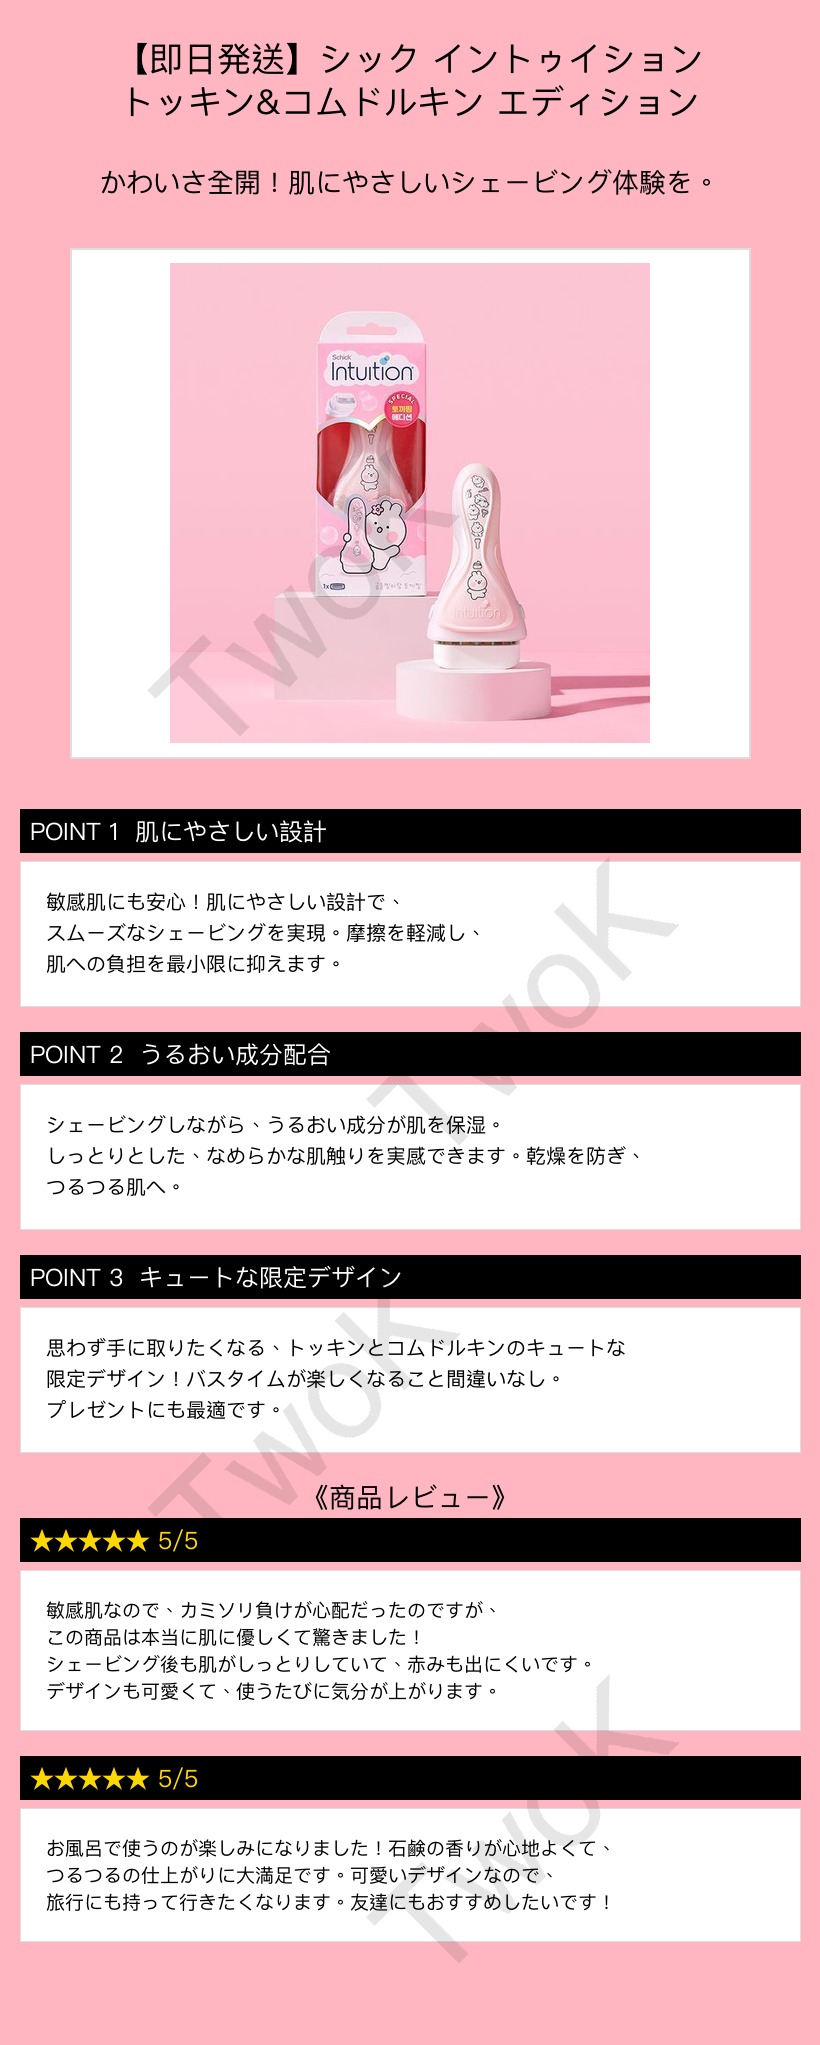 【即日発送】シック イントゥイション
トッキン&コムドルキン エディション
かわいさ全開！肌にやさしいシェービング体験を。
Schick
Intuition
SPECIAL
토끼띵
에디션
1x
Intuition
TwoK
POINT 1 肌にやさしい設計
敏感肌にも安心！肌にやさしい設計で、
スムーズなシェービングを実現。摩擦を軽減し、
肌への負担を最小限に抑えます。
TwoK
POINT 2 うるおい成分配合
シェービングしながら、うるおい成分が肌を保湿。
しっとりとした、なめらかな肌触りを実感できます。乾燥を防ぎ、
つるつる肌へ。
POINT 3 キュートな限定デザイン
思わず手に取りたくなる、トッキンとコムドルキンのキュートな
限定デザイン！バスタイムが楽しくなること間違いなし。
プレゼントにも最適です。
TwoK
《商品レビュー》
★★★★★ 5/5
敏感肌なので、カミソリ負けが心配だったのですが、
この商品は本当に肌に優しくて驚きました！
シェービング後も肌がしっとりしていて、赤みも出にくいです。
デザインも可愛くて、使うたびに気分が上がります。
★★★★★ 5/5
お風呂で使うのが楽しみになりました！石鹸の香りが心地よくて、
つるつるの仕上がりに大満足です。可愛いデザインなので、
旅行にも持って行きたくなります。友達にもおすすめしたいです！
TwoK